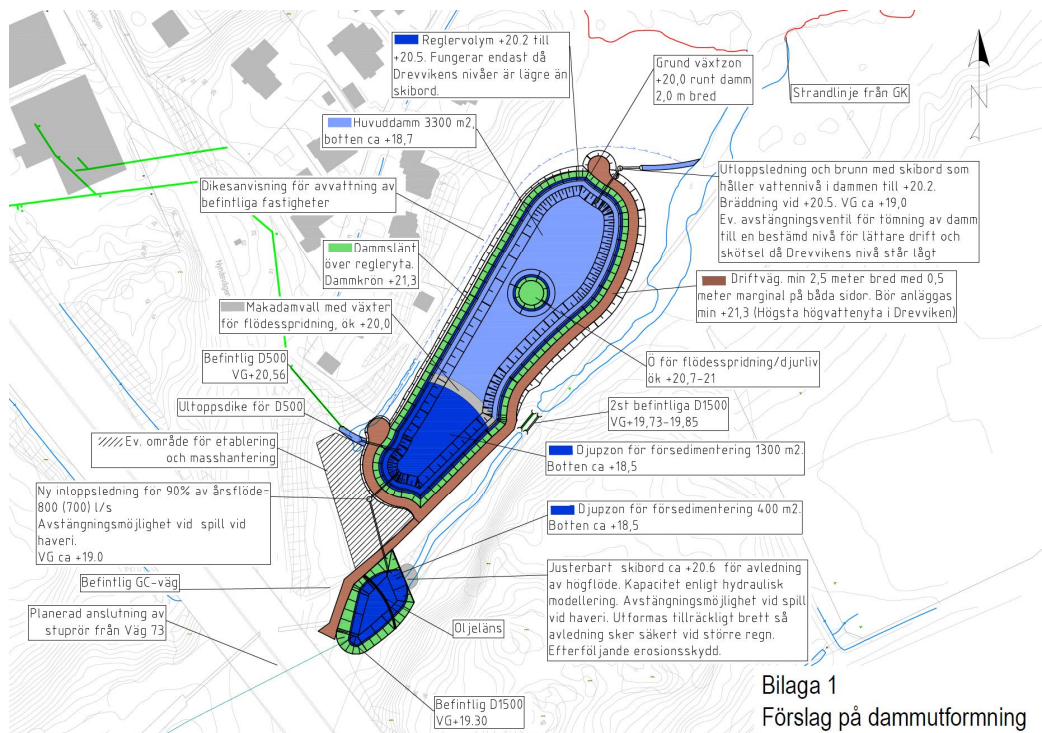 Reglervolym +20.2 till
+20.5. Fungerar endast då
Drevvikens nivåer är lägre än
skibord.
Grund växtzon
+20,0 runt damm
2,0 m bred
Strandlinje från GK
N
Huvuddamm 3300 m2,
botten ca +18,7
Dikesanvisning för avvattning av
befintliga fastigheter
Utloppsledning och brunn med skibord som
håller vattennivå i dammen till +20.2.
Bräddning vid +20.5. VG ca +19,0
Ev. avstängningsventil för tömning av damm
till en bestämd nivå för lättare drift och
skötsel då Drevvikens nivå står lågt
Dammslänt
över regleryta.
Dammkrön +21,3
Driftväg. min 2,5 meter bred med 0,5
meter marginal på båda sidor. Bör anläggas
min +21,3 (Högsta högvattenyta i Drevviken)
Makadamvall med växter
för flödesspridning, ök +20,0
Befintlig D500
VG+20,56
Ö för flödesspridning/djurliv
ök +20,7-21
Ultoppsdike för D500
2st befintliga D1500
VG+19,73-19,85
Ev. område för etablering
och masshantering
Djupzon för försedimentering 1300 m2.
Botten ca +18,5
Ny inloppsledning för 90% av årsflöde-
800 (700) l/s
Avstängningsmöjlighet vid spill vid
haveri.
VG ca +19.0
Djupzon för försedimentering 400 m2.
Botten ca +18,5
Befintlig GC-väg
Justerbart skibord ca +20.6 för avledning
av högflöde. Kapacitet enligt hydraulisk
modellering. Avstängningsmöjlighet vid spill
vid haveri. Utformas tillräckligt brett så
avledning sker säkert vid större regn.
Efterföljande erosionsskydd.
Planerad anslutning av
stuprör från Väg 73
Oljeläns
Befintlig D1500
VG+19.30
Bilaga 1
Förslag på dammutformning